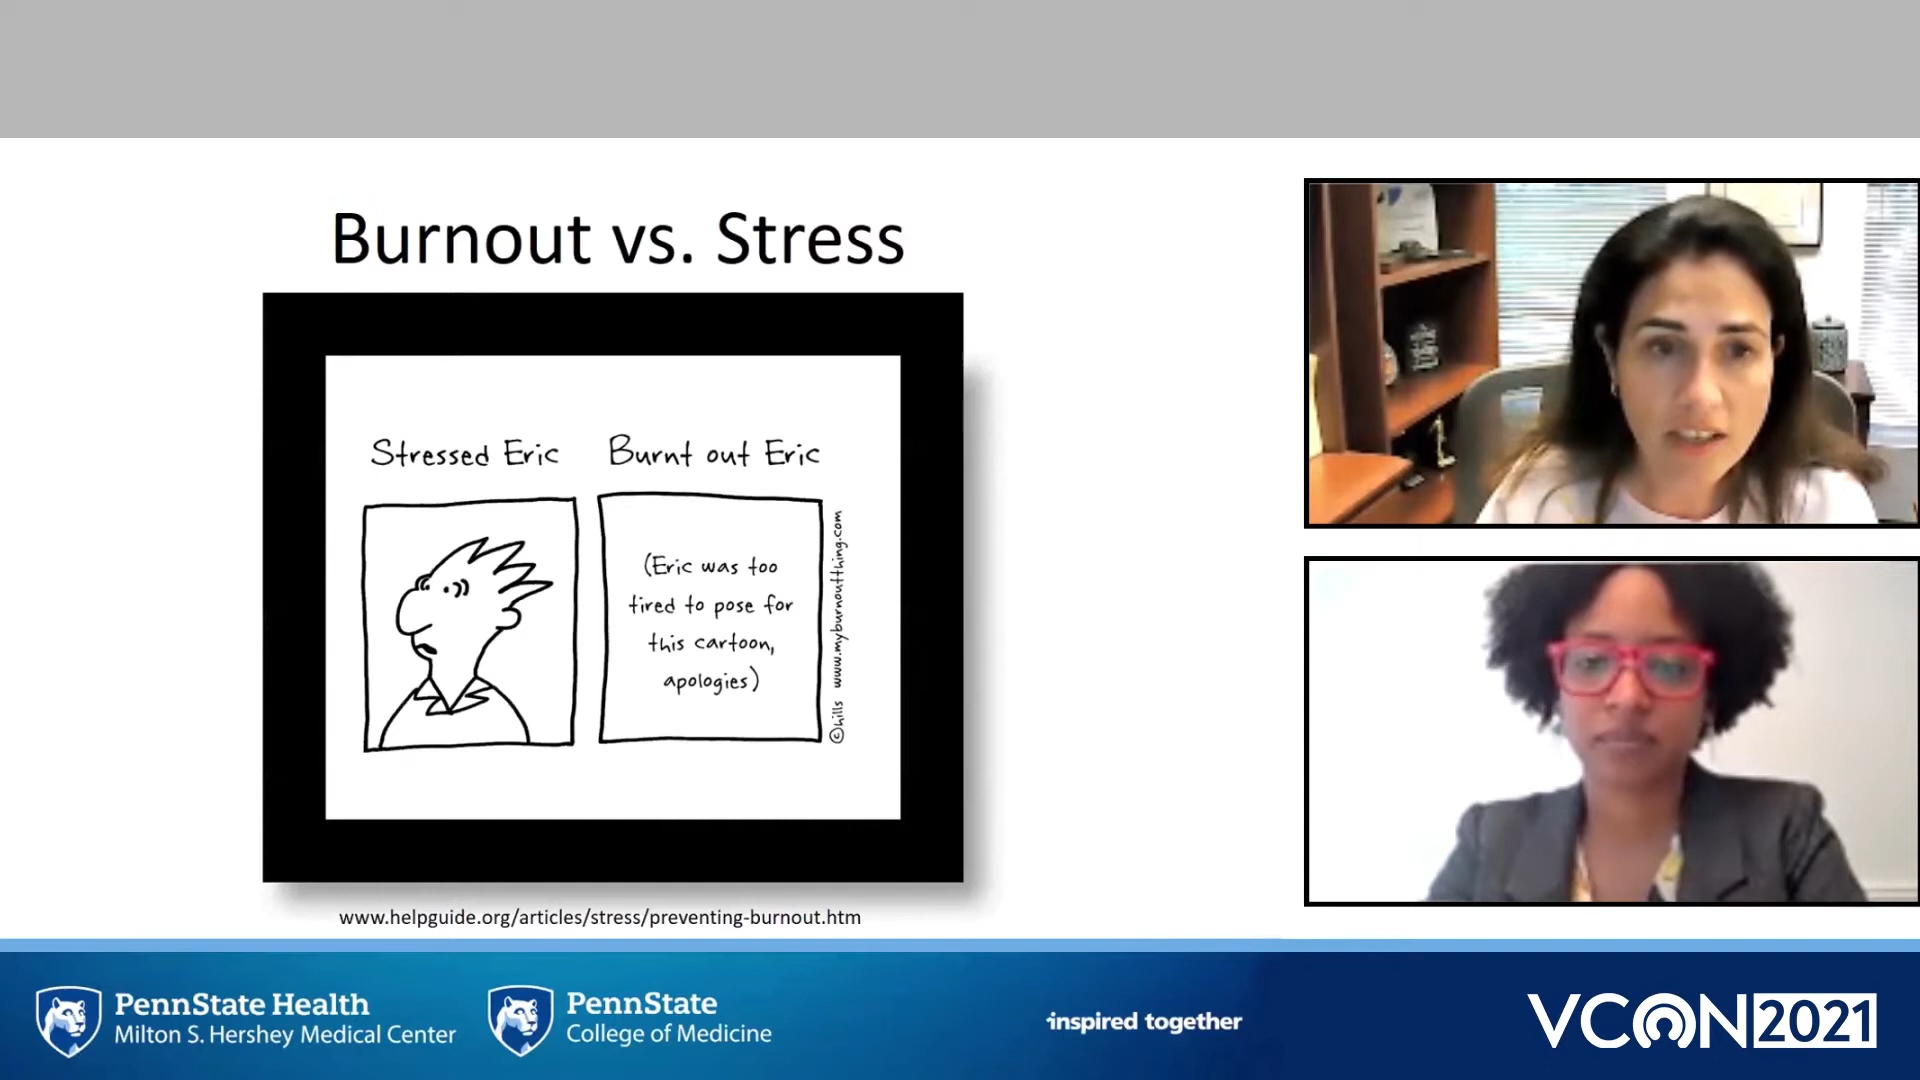 Burnout vs. Stress
Stressed Eric
Burnt out Eric
(Eric was too
tired to pose for
this cartoon,
apologies)
©hills www.myburnoutthing.com
www.helpguide.org/articles/stress/preventing-burnout.htm
PennState Health
Milton S. Hershey Medical Center
PennState
College of Medicine
inspired together
VCON2021